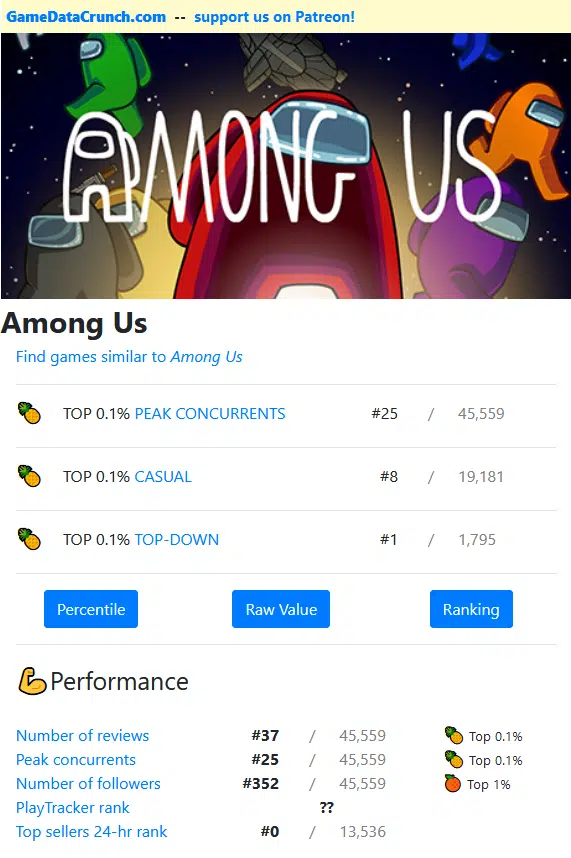 GameDataCrunch.com -- support us on Patreon!
AMONG US
Among Us
Find games similar to Among Us
TOP 0.1% PEAK CONCURRENTS #25 / 45,559
TOP 0.1% CASUAL #8 / 19,181
TOP 0.1% TOP-DOWN #1 / 1,795
Percentile Raw Value Ranking
Performance
Number of reviews #37 / 45,559 Top 0.1%
Peak concurrents #25 / 45,559 Top 0.1%
Number of followers #352 / 45,559 Top 1%
PlayTracker rank ??
Top sellers 24-hr rank #0 / 13,536